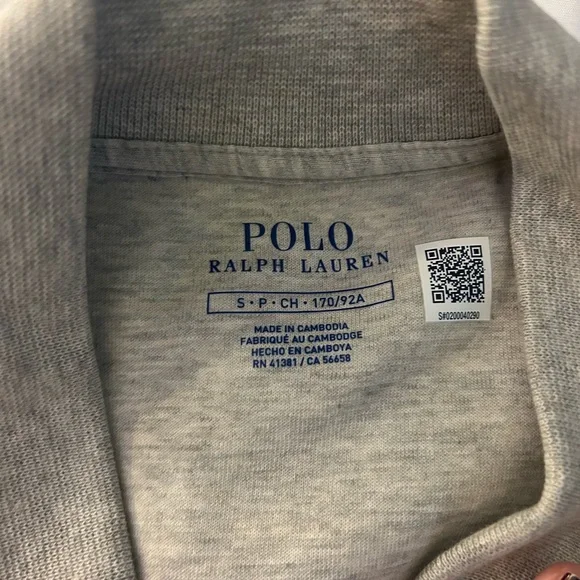 POLO
RALPH LAUREN
S • P • CH • 170/92A
MADE IN CAMBODIA
FABRIQUÉ AU CAMBODGE
HECHO EN CAMBOYA
RN 41381 / CA 56658
S#0200040290